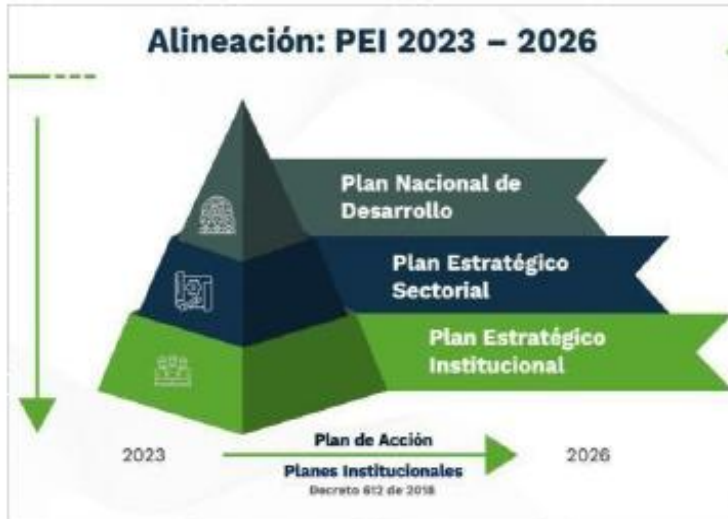 Alineación: PEI 2023 – 2026
Plan Nacional de
Desarrollo
Plan Estratégico
Sectorial
Plan Estratégico
Institucional
2023
Plan de Acción
2026
Planes Institucionales
Decreto 612 de 2018